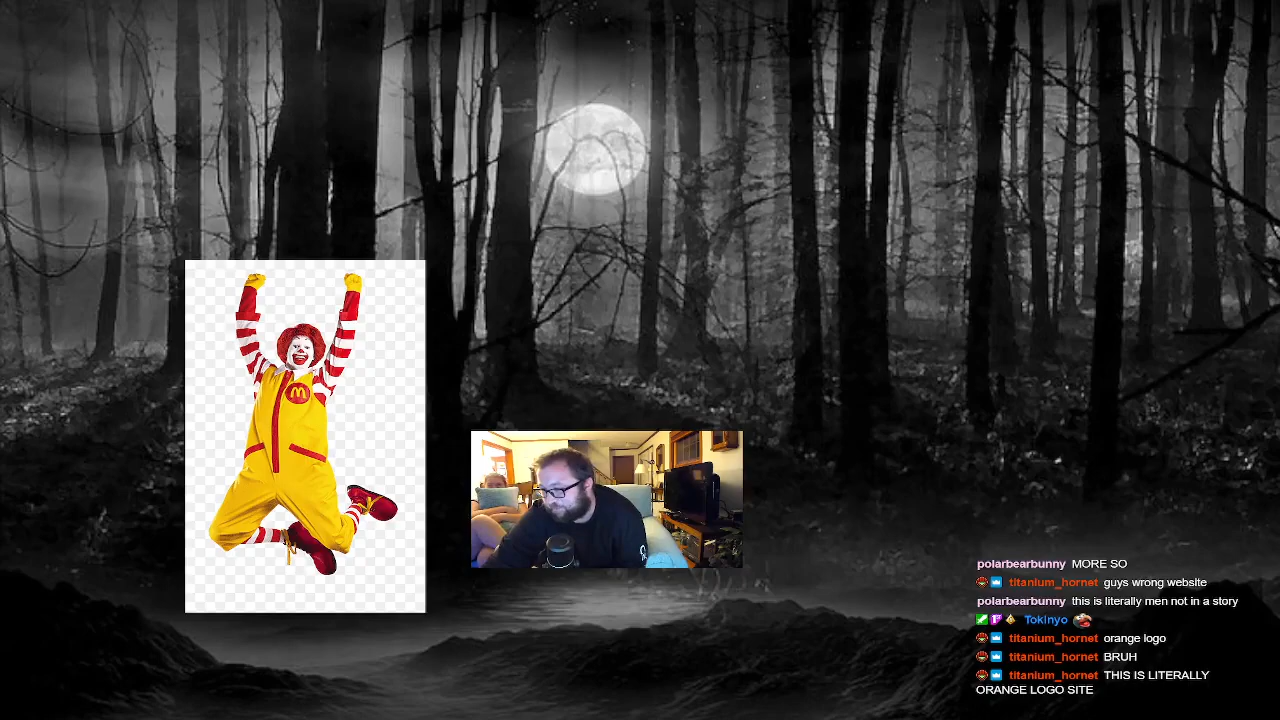 polarbearbunny MORE SO
titanium_hornet guys wrong website
polarbearbunny this is literally men not in a story
Tokinyo
titanium_hornet orange logo
titanium_hornet BRUH
titanium_hornet THIS IS LITERALLY
ORANGE LOGO SITE